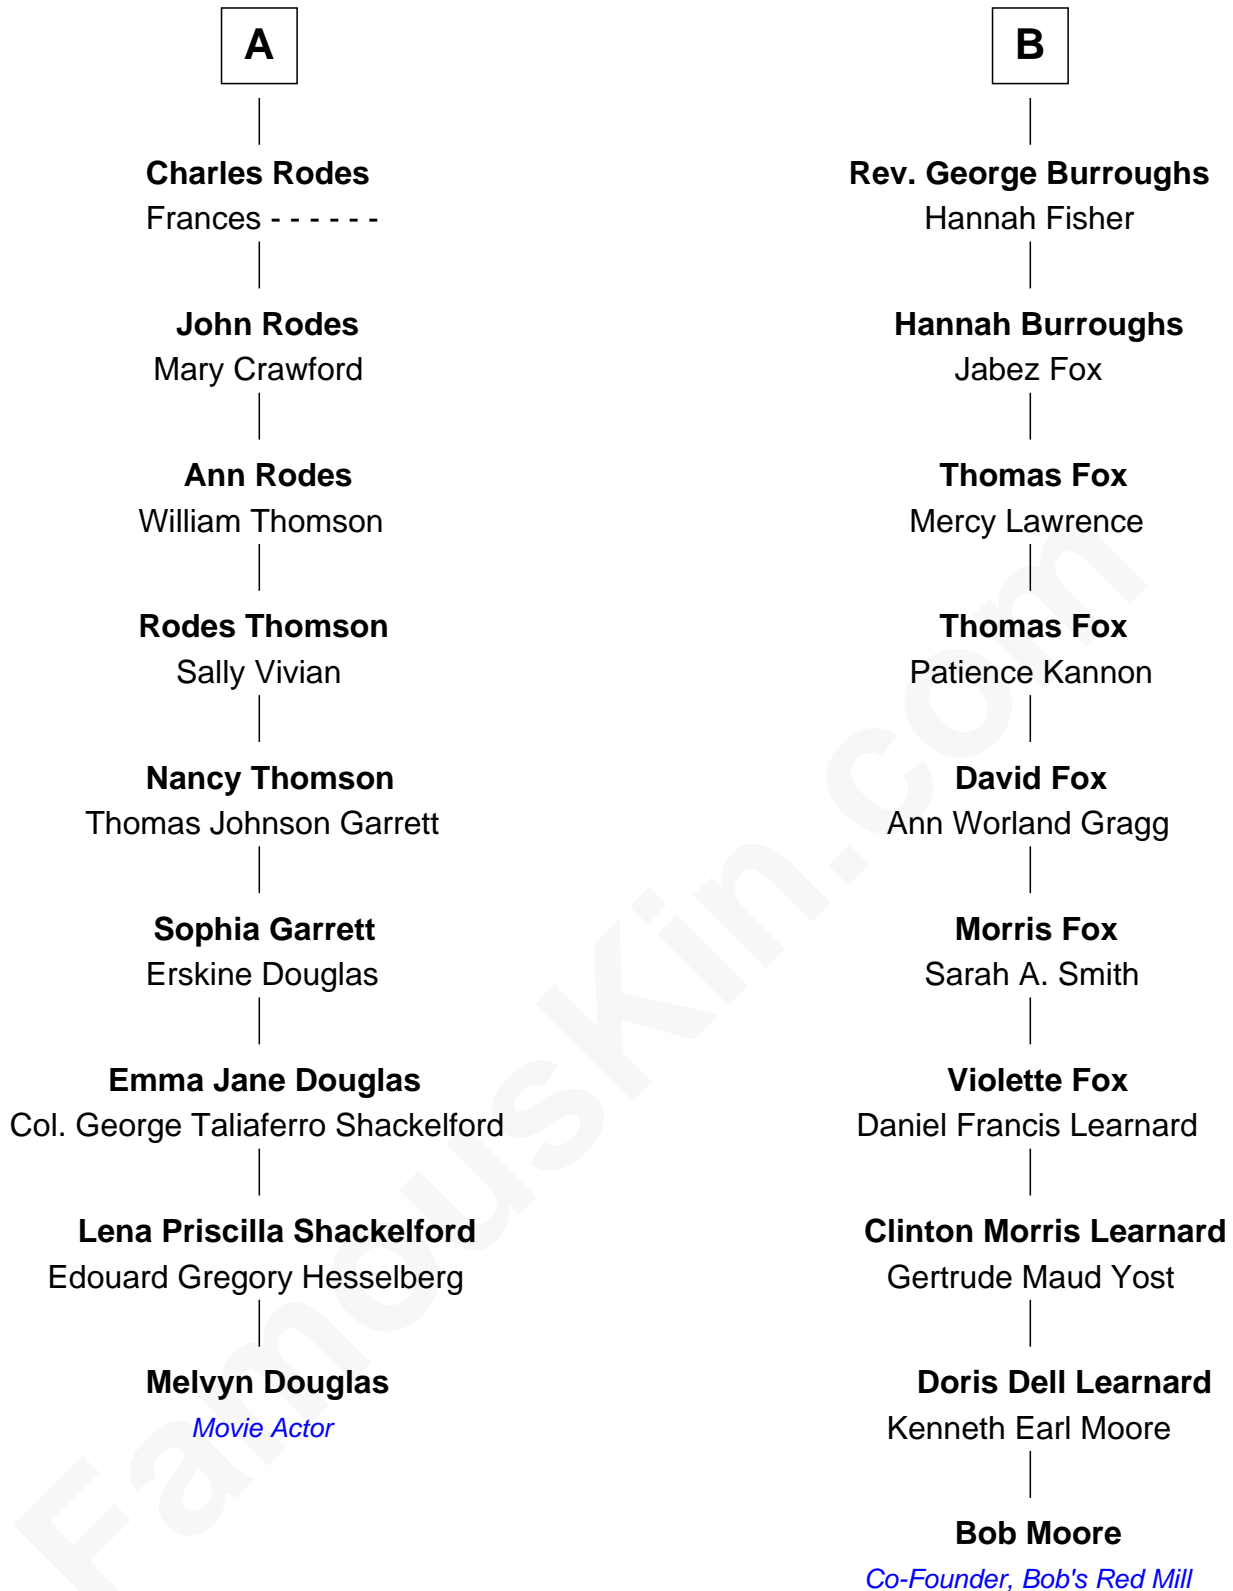 A
Charles Rodes
Frances - - - - - -
John Rodes
Mary Crawford
Ann Rodes
William Thomson
Rodes Thomson
Sally Vivian
Nancy Thomson
Thomas Johnson Garrett
Sophia Garrett
Erskine Douglas
Emma Jane Douglas
Col. George Taliaferro Shackelford
Lena Priscilla Shackelford
Edouard Gregory Hesselberg
Melvyn Douglas
Movie Actor
B
Rev. George Burroughs
Hannah Fisher
Hannah Burroughs
Jabez Fox
Thomas Fox
Mercy Lawrence
Thomas Fox
Patience Kannon
David Fox
Ann Worland Gragg
Morris Fox
Sarah A. Smith
Violette Fox
Daniel Francis Learnard
Clinton Morris Learnard
Gertrude Maud Yost
Doris Dell Learnard
Kenneth Earl Moore
Bob Moore
Co-Founder, Bob's Red Mill
FamousKin.com